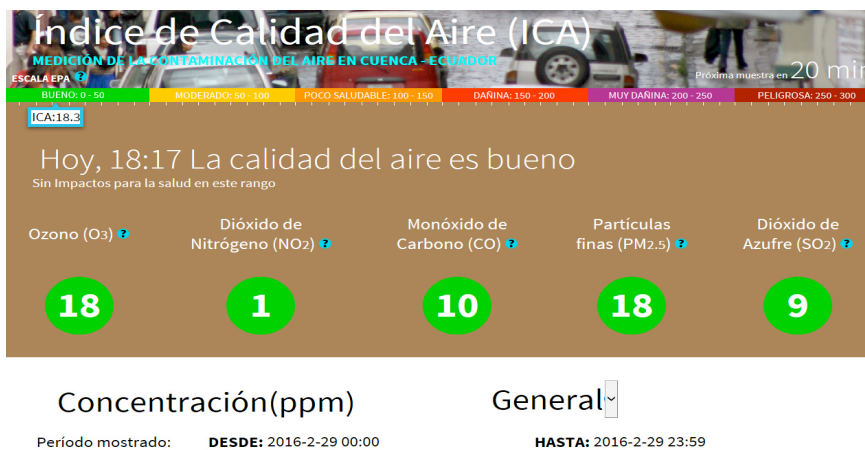 Índice de Calidad del Aire (ICA)
MEDICIÓN DE LA CONTAMINACIÓN DEL AIRE EN CUENCA - ECUADOR
ESCALA EPA ?
Próxima muestra en 20 min
BUENO: 0 - 50 MODERADO: 50 - 100 POCO SALUDABLE: 100 - 150 DAÑINA: 150 - 200 MUY DAÑINA: 200 - 250 PELIGROSA: 250 - 300
ICA:18.3
Hoy, 18:17 La calidad del aire es bueno
Sin Impactos para la salud en este rango
Ozono (O3) ?
Dióxido de
Nitrógeno (NO2) ?
Monóxido de
Carbono (CO) ?
Partículas
finas (PM2.5) ?
Dióxido de
Azufre (SO2) ?
18 1 10 18 9
Concentración(ppm) General
Período mostrado: DESDE: 2016-2-29 00:00 HASTA: 2016-2-29 23:59